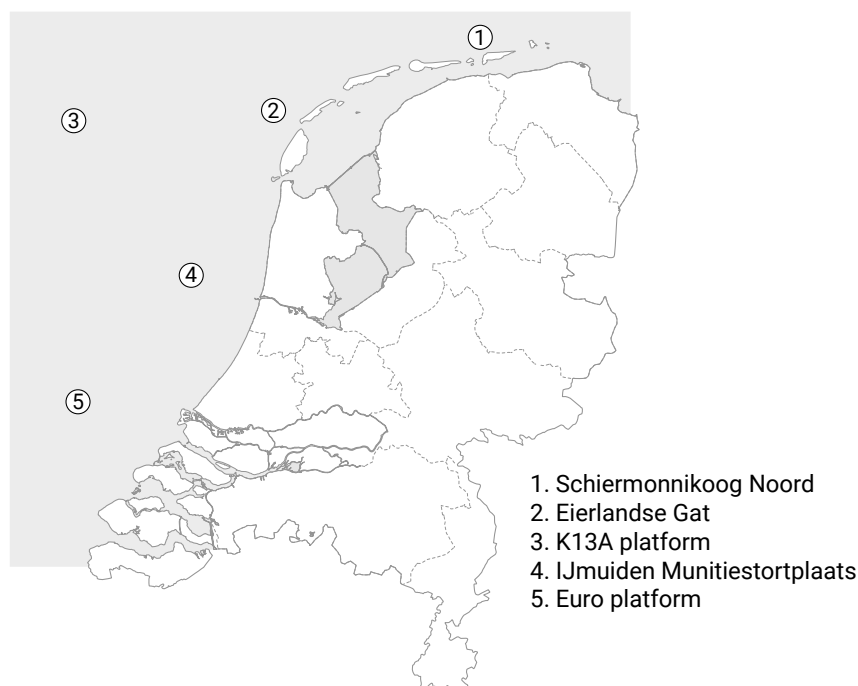 1
2
3
4
5
1. Schiermonnikoog Noord
2. Eierlandse Gat
3. K13A platform
4. IJmuiden Munitiestortplaats
5. Euro platform